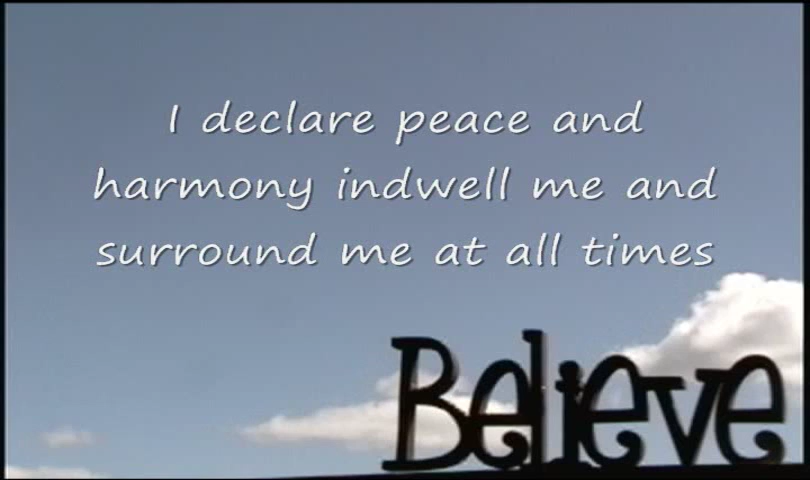 I declare peace and
harmony indwell me and
surround me at all times
Believe